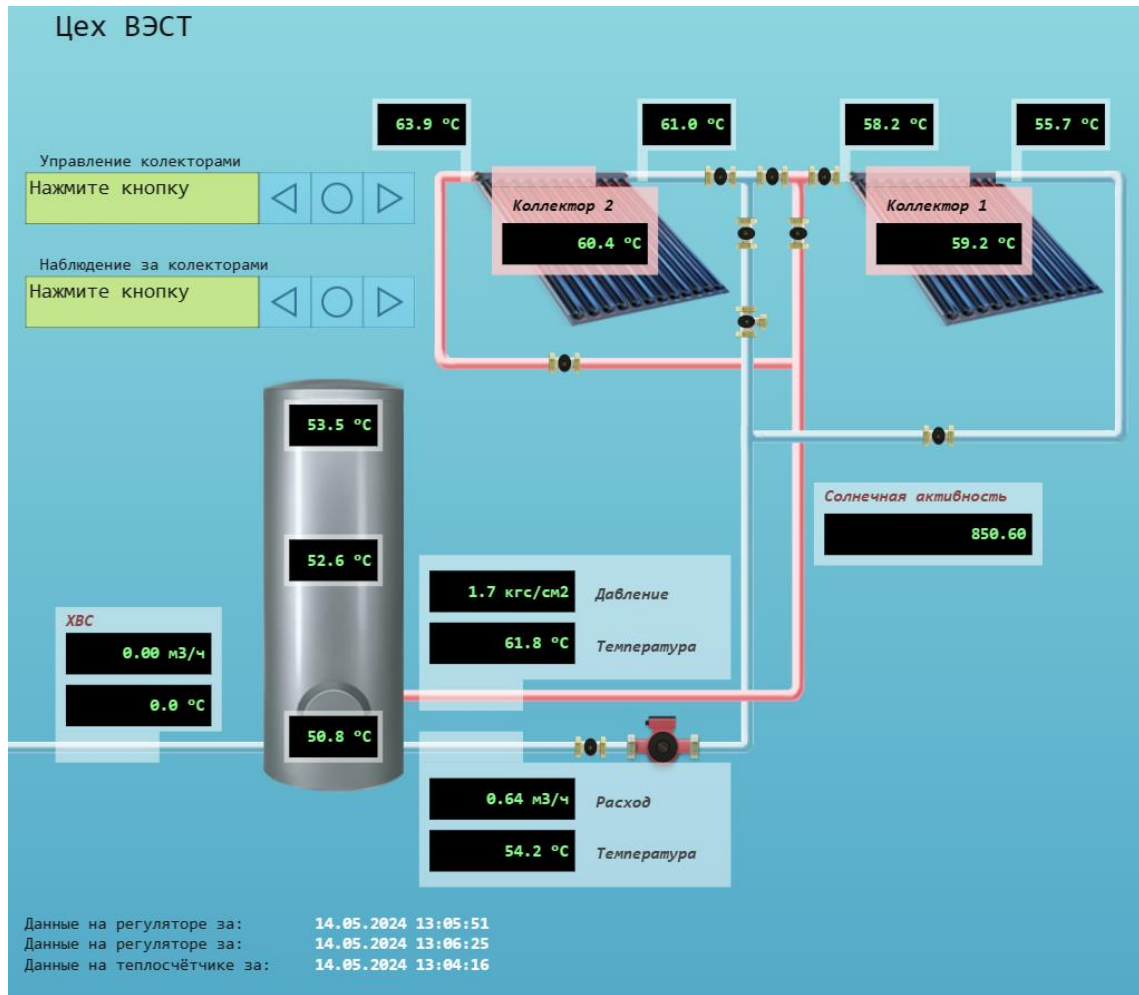 Цех ВЭСТ
63.9 °C
61.0 °C
58.2 °C
55.7 °C
Управление колекторами
Нажмите кнопку
Коллектор 2
60.4 °C
Коллектор 1
59.2 °C
Наблюдение за колекторами
Нажмите кнопку
53.5 °C
52.6 °C
50.8 °C
Солнечная активность
850.60
1.7 кгс/см2 Давление
61.8 °C Температура
ХВС
0.00 м3/ч
0.0 °C
0.64 м3/ч Расход
54.2 °C Температура
Данные на регуляторе за: 14.05.2024 13:05:51
Данные на регуляторе за: 14.05.2024 13:06:25
Данные на теплосчётчике за: 14.05.2024 13:04:16